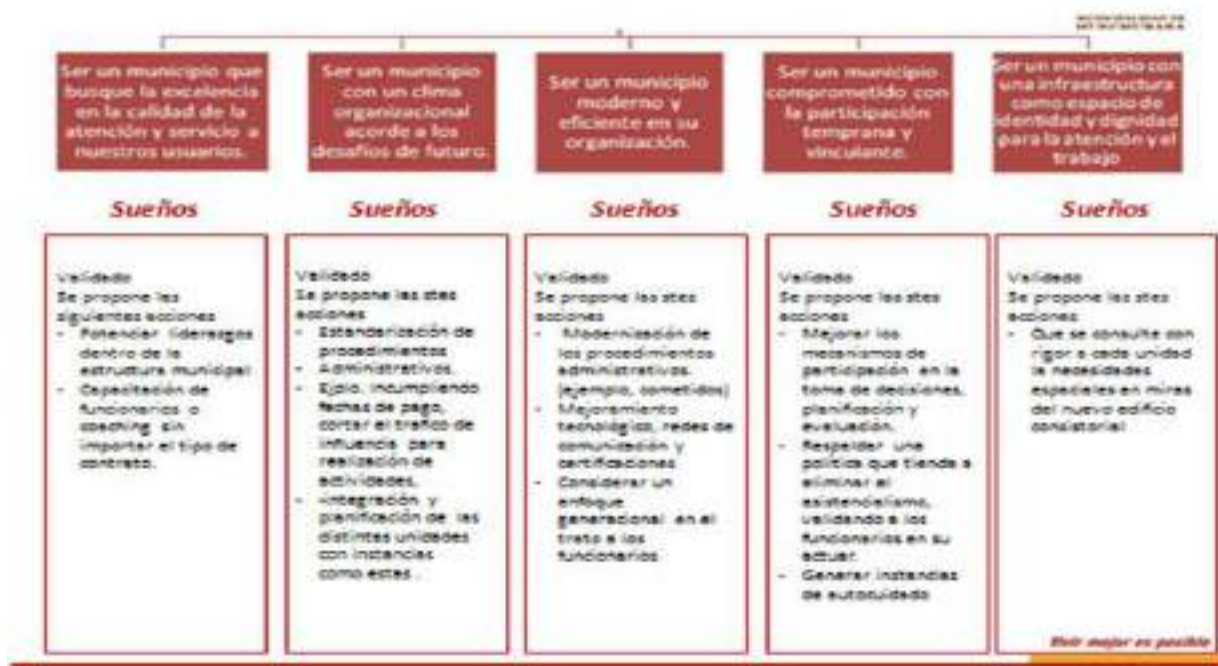 MUNICIPALIDAD DE
Ser un municipio que
busque la excelencia
en la calidad de la
atención y servicio a
nuestros usuarios.
Ser un municipio
con un clima
organizacional
acorde a los
desafíos de futuro.
Ser un municipio
moderno y
eficiente en su
organización.
Ser un municipio
comprometido con
la participación
temprana y
vinculante.
Ser un municipio con
una infraestructura
como espacio de
identidad y dignidad
para la atención y el
trabajo
Sueños
Sueños
Sueños
Sueños
Sueños
Validado
Se propone las
siguientes acciones
- Potenciar liderazgos
dentro de la
estructura municipal
- Capacitación de
funcionarios o
coaching sin
importar el tipo de
contrato.
Validado
Se propone las stes
acciones
- Estandarización de
procedimientos
- Administrativos.
- Ejplo. incumpliendo
fechas de pago,
cortar el trafico de
influencia para
realización de
actividades.
- -integración y
planificación de las
distintas unidades
con instancias
como estas .
Validado
Se propone las stes
acciones
- Modernización de
los procedimientos
administrativos.
(ejemplo, cometidos)
- Mejoramiento
tecnológico, redes de
comunicación y
certificaciones
- Considerar un
enfoque
generacional en el
trato a los
funcionarios
Validado
Se propone las stes
acciones
- Mejorar los
mecanismos de
participación en la
toma de decisiones,
planificación y
evaluación.
- Respaldar una
política que tienda a
eliminar el
asistencialismo,
validando a los
funcionarios en su
actuar.
- Generar instancias
de autocuidado
Validado
Se propone las stes
acciones
- Que se consulte con
rigor a cada unidad
la necesidades
espaciales en miras
del nuevo edificio
consistorial
Vivir mejor es posible